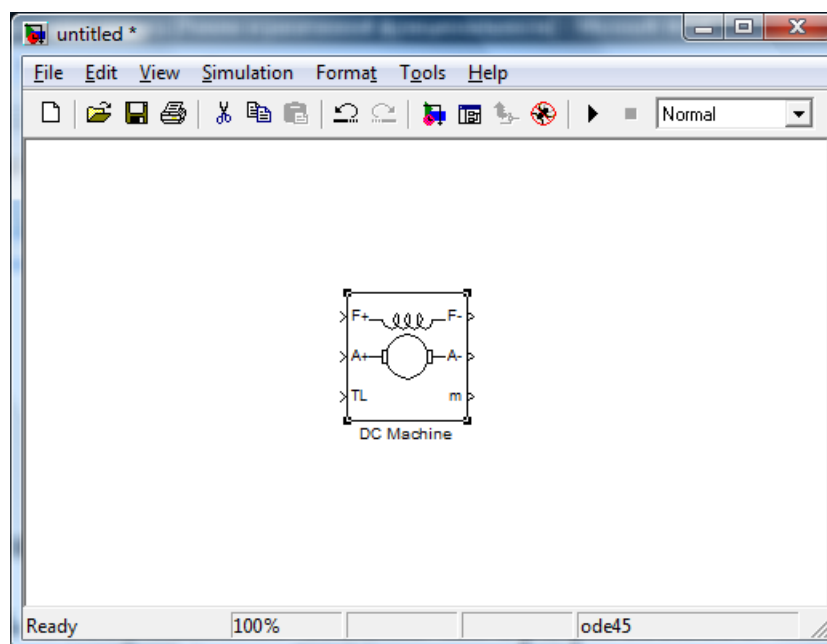 untitled *
File Edit View Simulation Format Tools Help
Normal
F+ F-
A+ A-
TL m
DC Machine
Ready 100% ode45